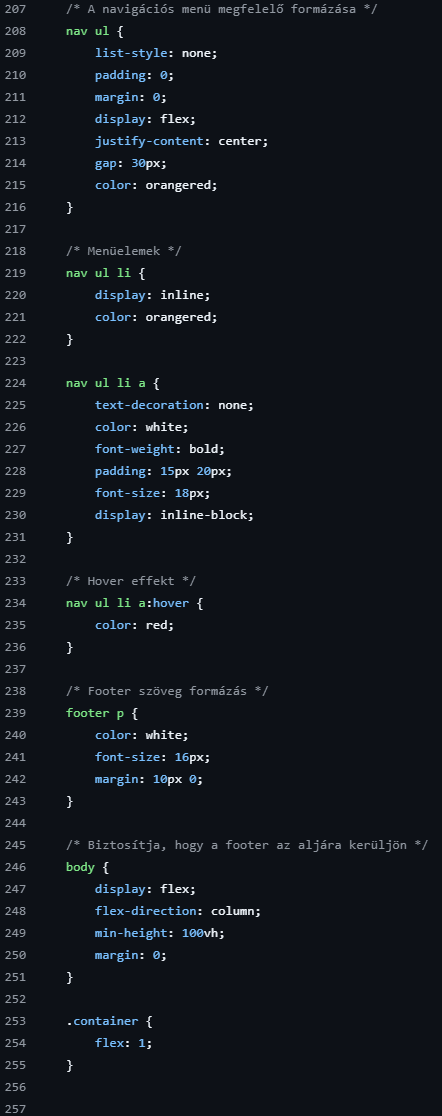 207 /* A navigációs menü megfelelő formázása */
208 nav ul {
209 list-style: none;
210 padding: 0;
211 margin: 0;
212 display: flex;
213 justify-content: center;
214 gap: 30px;
215 color: orangered;
216 }
217
218 /* Menüelemek */
219 nav ul li {
220 display: inline;
221 color: orangered;
222 }
223
224 nav ul li a {
225 text-decoration: none;
226 color: white;
227 font-weight: bold;
228 padding: 15px 20px;
229 font-size: 18px;
230 display: inline-block;
231 }
232
233 /* Hover effekt */
234 nav ul li a:hover {
235 color: red;
236 }
237
238 /* Footer szöveg formázás */
239 footer p {
240 color: white;
241 font-size: 16px;
242 margin: 10px 0;
243 }
244
245 /* Biztosítja, hogy a footer az aljára kerüljön */
246 body {
247 display: flex;
248 flex-direction: column;
249 min-height: 100vh;
250 margin: 0;
251 }
252
253 .container {
254 flex: 1;
255 }
256
257